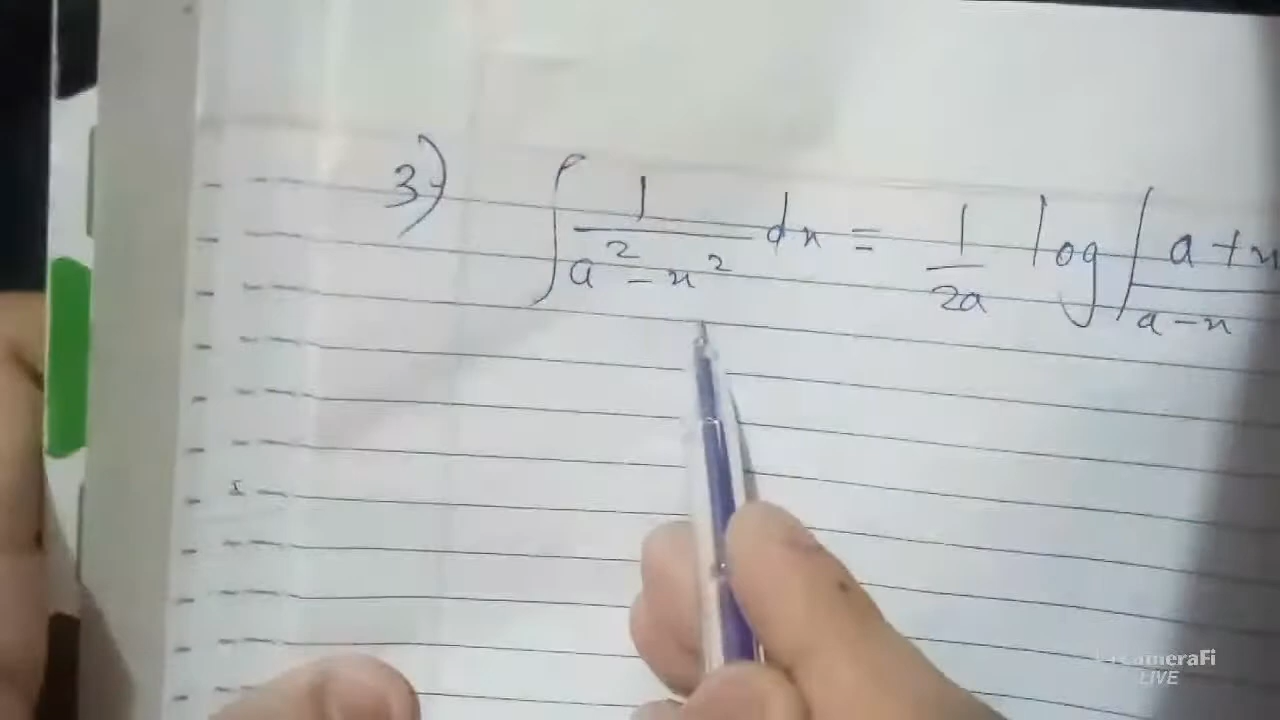 3) ∫ 1/(a² - x²) dx = 1/2a log |a+x/a-x
CameraFi
LIVE